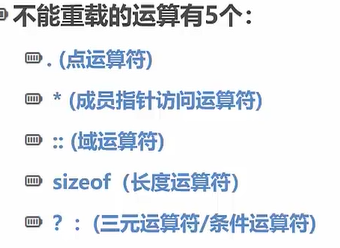 不能重载的运算有5个：
. (点运算符)
* (成员指针访问运算符)
:: (域运算符)
sizeof（长度运算符）
？：(三元运算符/条件运算符)